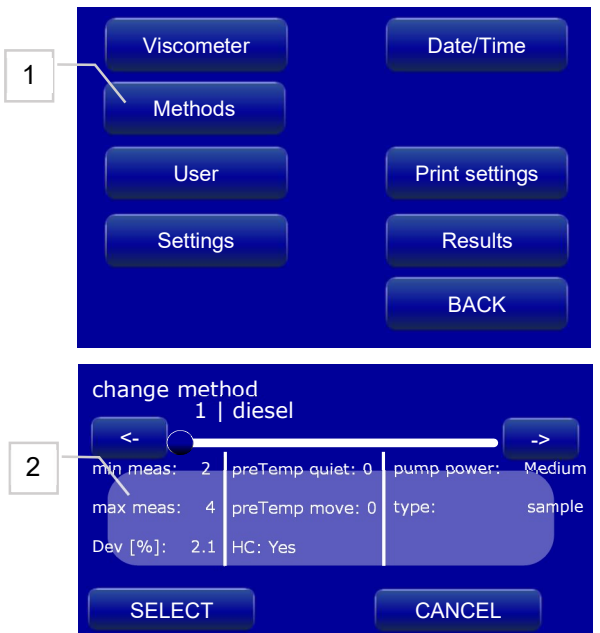 1
Viscometer Date/Time
Methods
User Print settings
Settings Results
BACK
2
change method
1 | diesel
<- ->
min meas: 2 preTemp quiet: 0 pump power: Medium
max meas: 4 preTemp move: 0 type: sample
Dev [%]: 2.1 HC: Yes
SELECT CANCEL